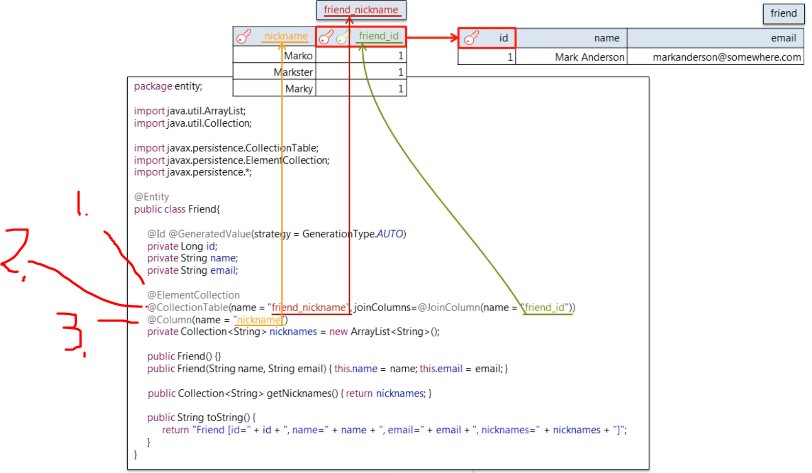 friend_nickname
friend
nickname friend_id
id name email
Marko 1
1 Mark Anderson markanderson@somewhere.com
Markster 1
Marky 1
package entity;
import java.util.ArrayList;
import java.util.Collection;
import javax.persistence.CollectionTable;
import javax.persistence.ElementCollection;
import javax.persistence.*;
@Entity
public class Friend{
1.
@Id @GeneratedValue(strategy = GenerationType.AUTO)
private Long id;
private String name;
private String email;
2.
@ElementCollection
@CollectionTable(name = "friend_nickname", joinColumns=@JoinColumn(name = "friend_id"))
@Column(name = "nickname")
3.
private Collection<String> nicknames = new ArrayList<String>();
public Friend() {}
public Friend(String name, String email) { this.name = name; this.email = email; }
public Collection<String> getNicknames() { return nicknames; }
public String toString() {
return "Friend [id=" + id + ", name=" + name + ", email=" + email + ", nicknames=" + nicknames + "]";
}
}